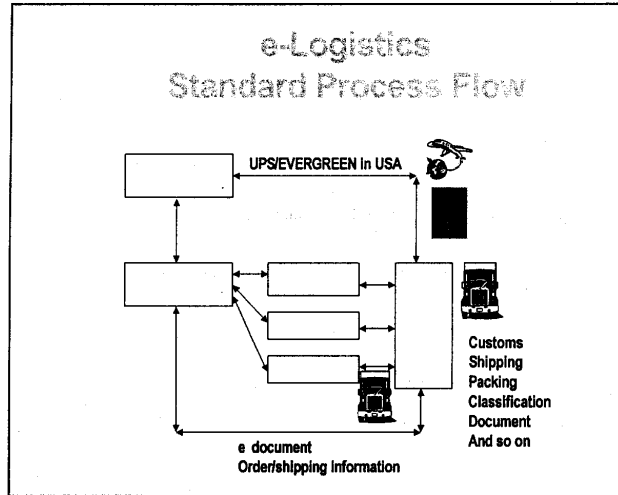 e-Logistics
Standard Process Flow
UPS/EVERGREEN in USA
Customs
Shipping
Packing
Classification
Document
And so on
e document
Order/shipping information